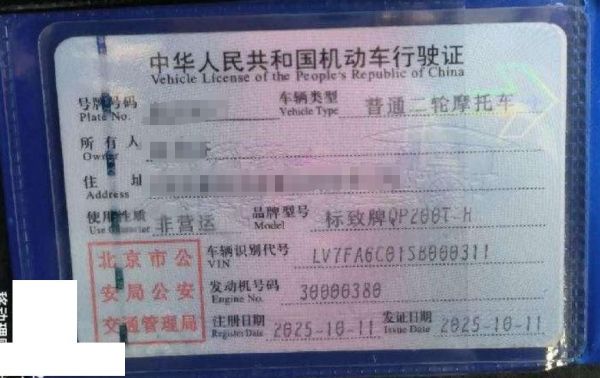 中华人民共和国机动车行驶证
Vehicle License of the People's Republic of China
号牌号码 Plate No. 车辆类型 Vehicle Type 普通二轮摩托车
所有人 Owner
住址 Address
使用性质 Use Character 非营运 品牌型号 Model 标致牌QP200T-H
车辆识别代号 VIN LV7FA6C01SB000311
发动机号码 Engine No. 30000380
注册日期 Register Date 2025-10-11 发证日期 Issue Date 2025-10-11
北京市公
安局公安
交通管理局